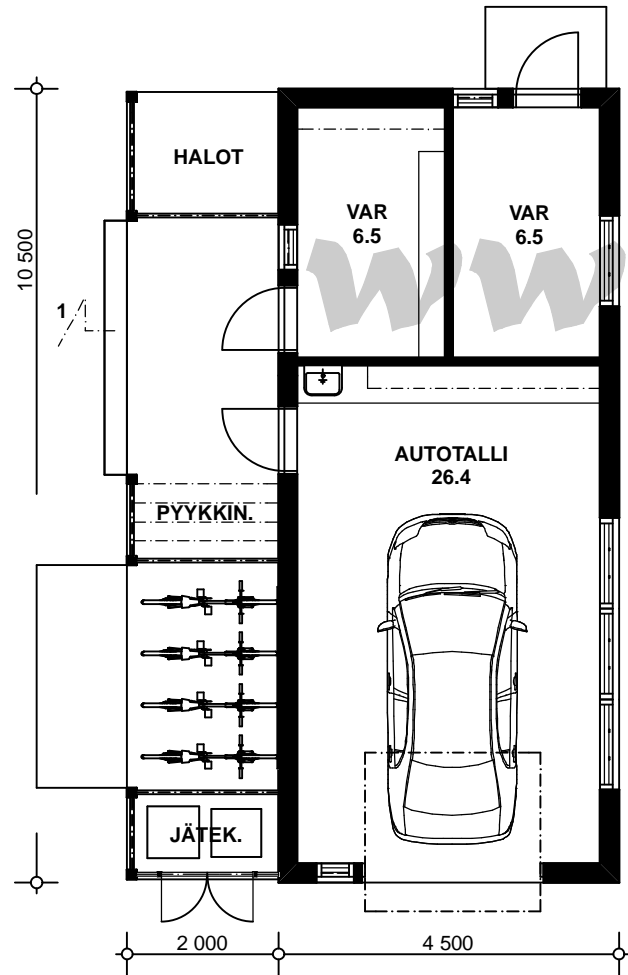 HALOT
VAR
6.5
VAR
6.5
ww
10 500
1
AUTOTALLI
26.4
PYYKKIN.
JÄTEK.
2 000
4 500